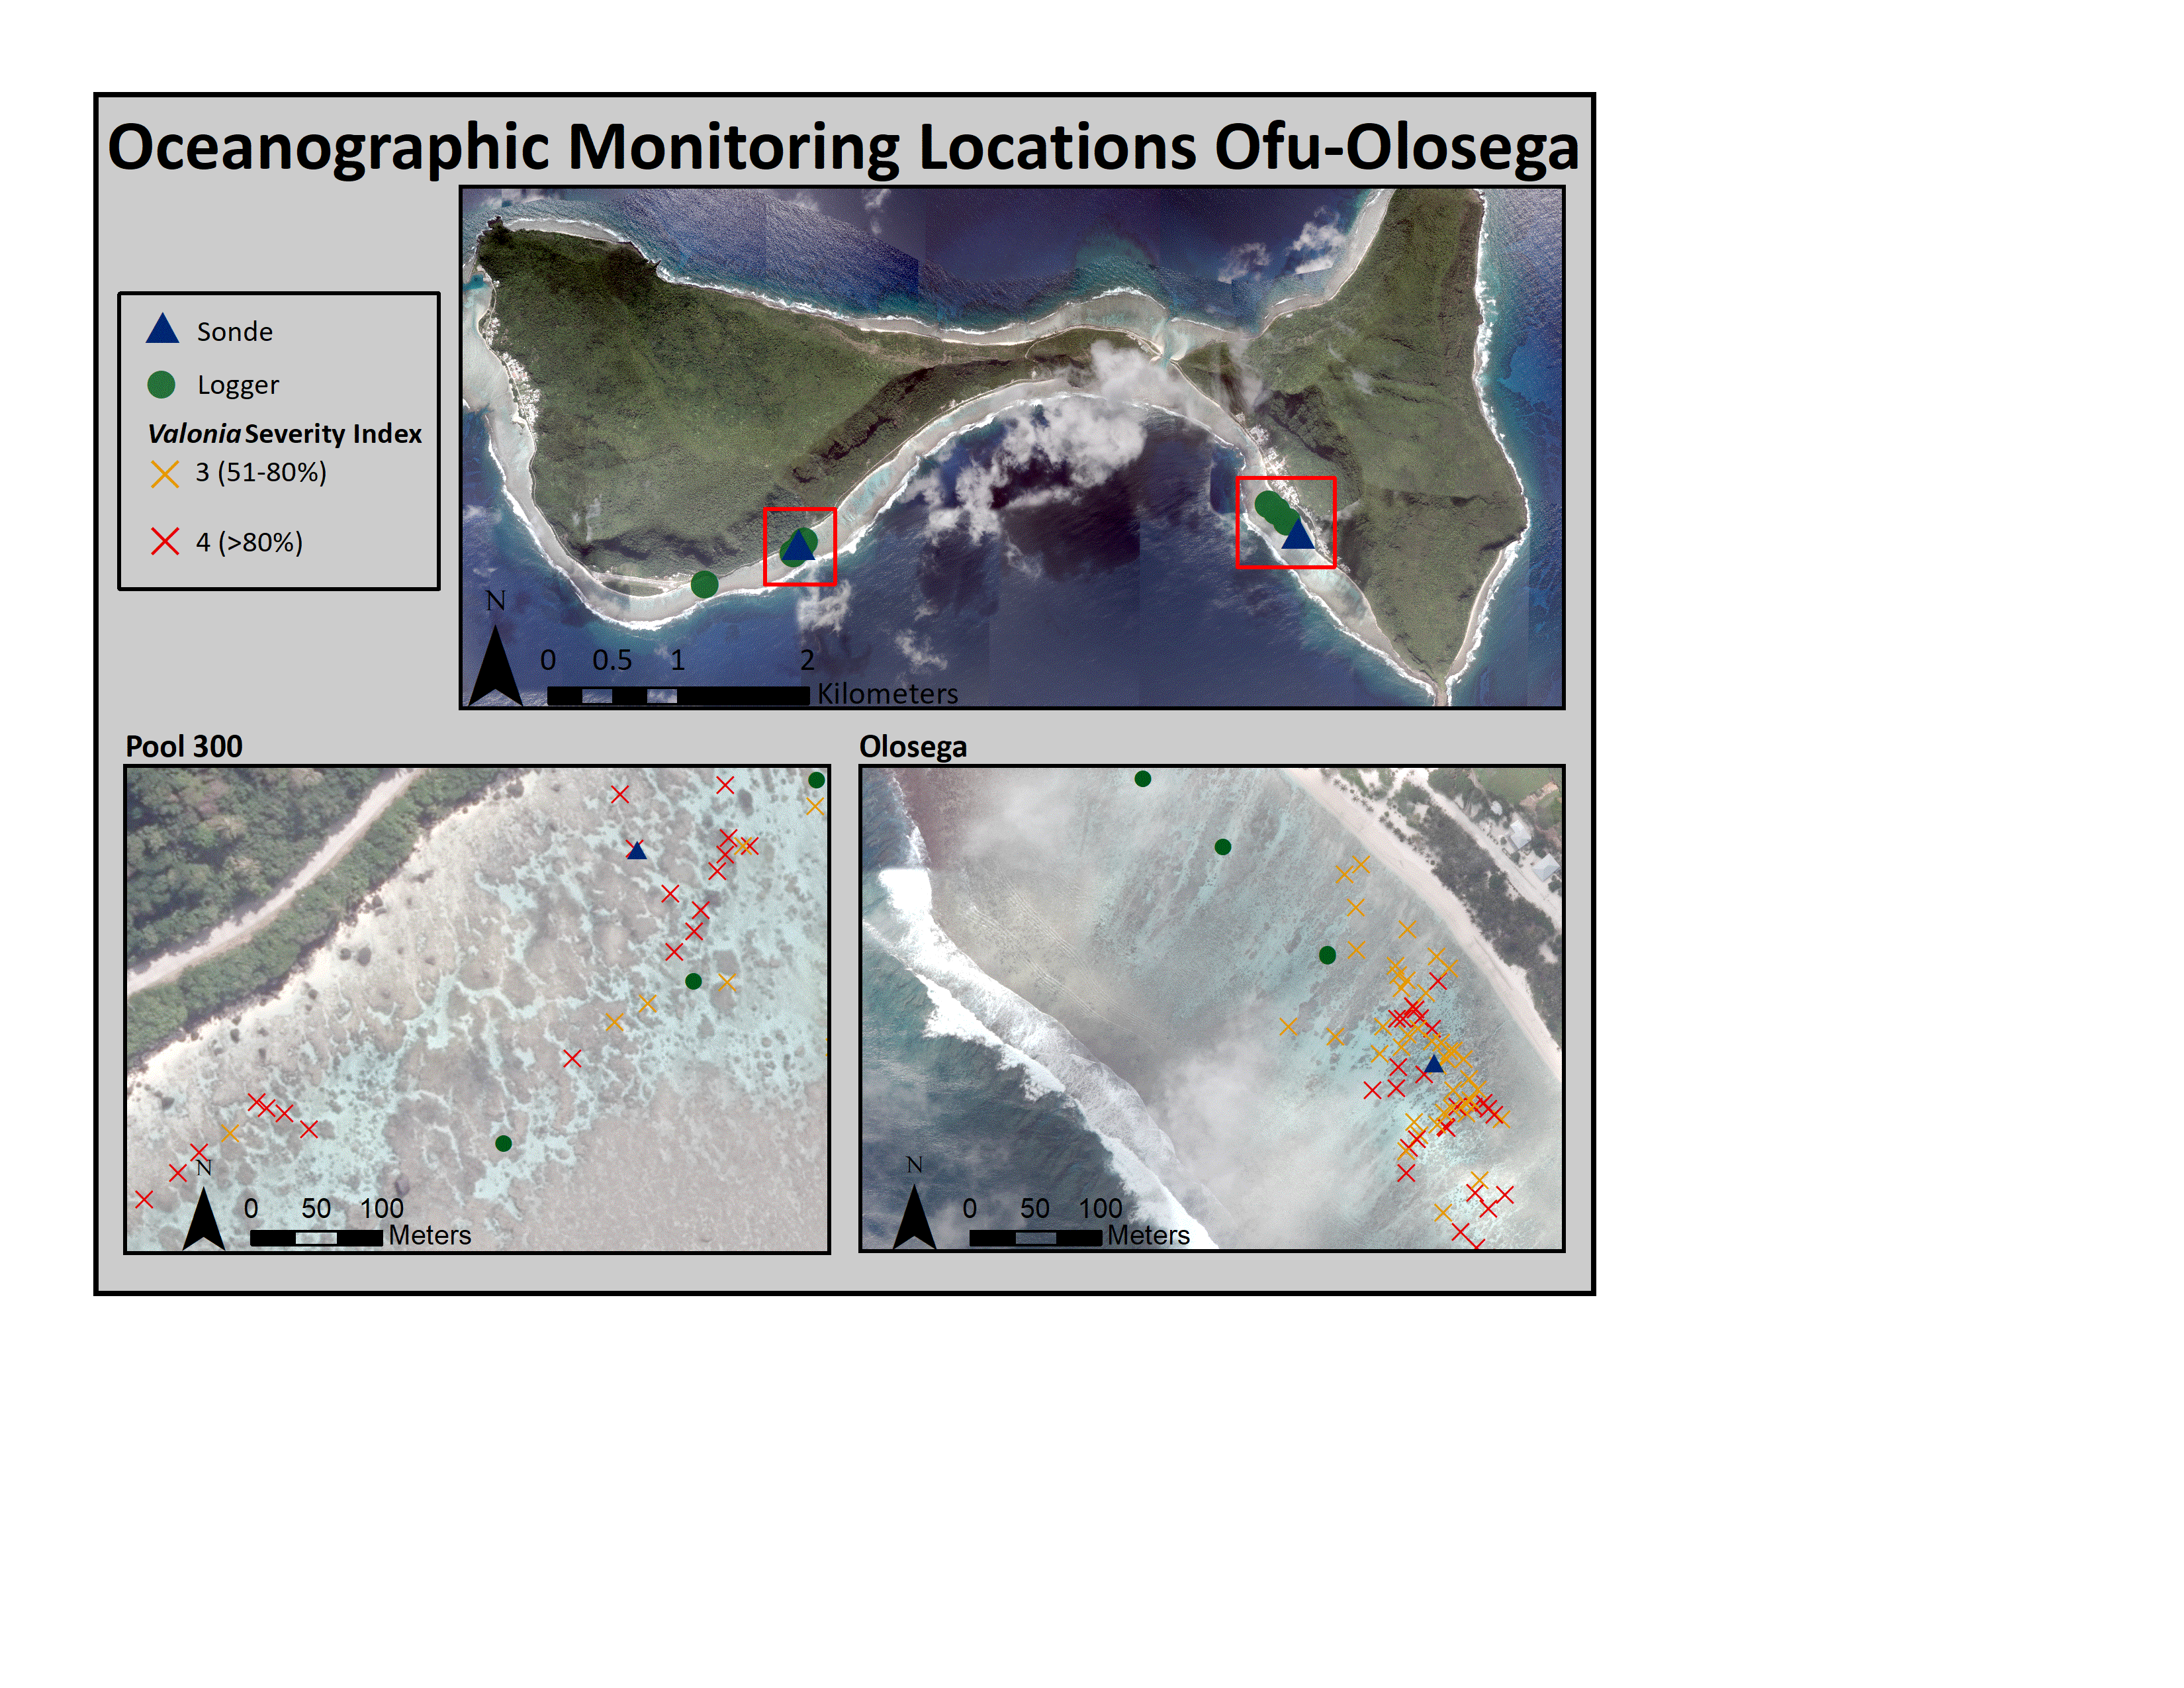 Oceanographic Monitoring Locations Ofu-Olosega
Sonde
Logger
Valonia Severity Index
3 (51-80%)
4 (>80%)
N
0 0.5 1 2
Kilometers
Pool 300
N
0 50 100
Meters
Olosega
N
0 50 100
Meters